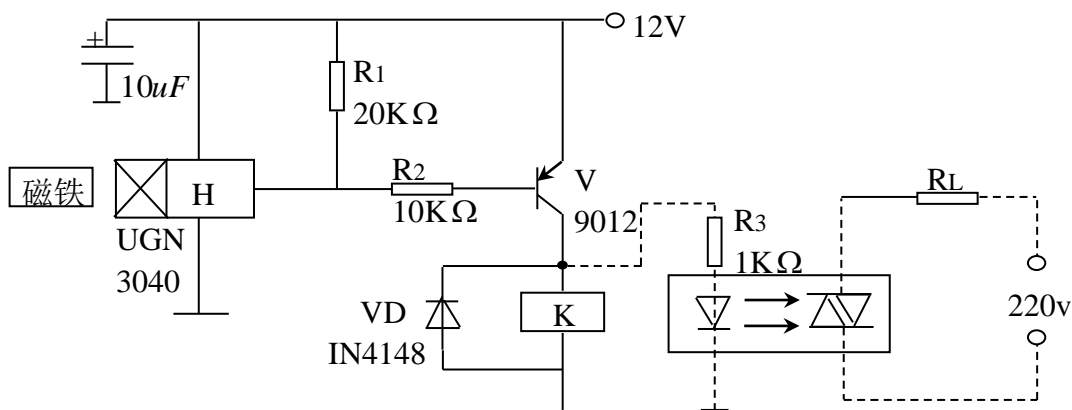 12V
+
10uF
R1
20KΩ
磁铁
H
R2
10KΩ
V
9012
UGN
3040
R3
1KΩ
RL
220v
VD
IN4148
K